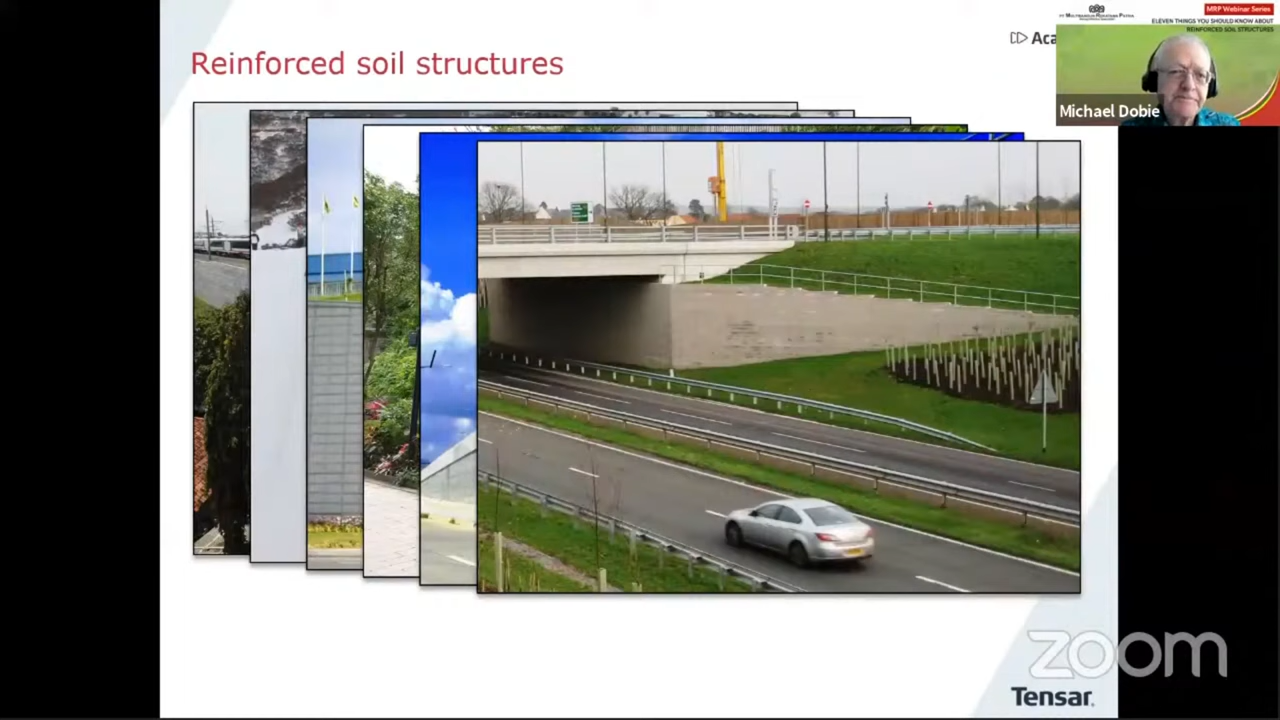 Reinforced soil structures
Aca
MRP Webinar Series
ELEVEN THINGS YOU SHOULD KNOW ABOUT
REINFORCED SOIL STRUCTURES
Michael Dobie
zoom
Tensar